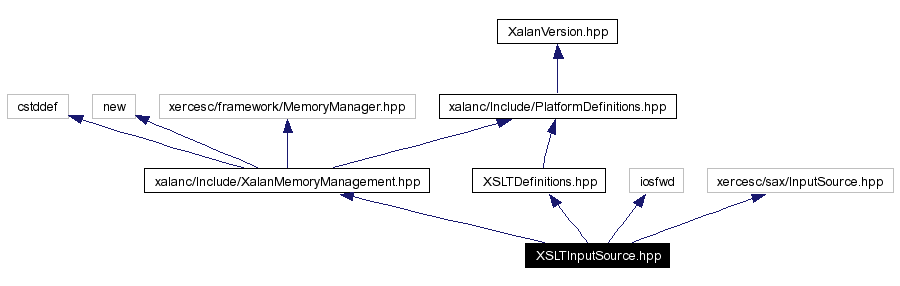 XalanVersion.hpp
cstddef
new
xercesc/framework/MemoryManager.hpp
xalanc/Include/PlatformDefinitions.hpp
xalanc/Include/XalanMemoryManagement.hpp
XSLTDefinitions.hpp
iosfwd
xercesc/sax/InputSource.hpp
XSLTInputSource.hpp